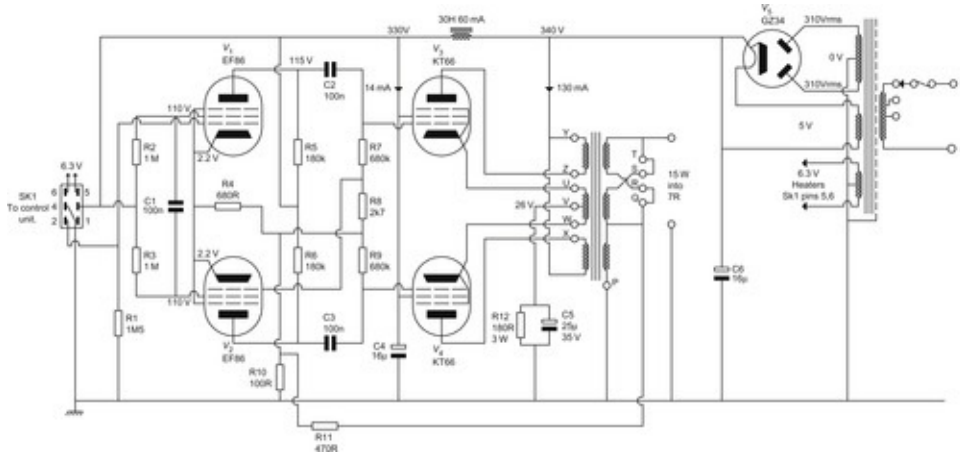 30H 60 mA
330V
340 V
V5
GZ34
310Vrms
0 V
310Vrms
5 V
6.3 V
Heaters
Sk1 pins 5,6
V1
EF86
115 V
C2
100n
14 mA
V3
KT66
130 mA
110 V
2.2 V
R2
1M
R5
180k
R7
680k
6.3 V
SK1
To control
unit.
6
5
4
2
1
C1
100n
R4
680R
R8
2k7
Y
Z
U
V
W
X
26 V
T
S
R
Q
P
15 W
into
7R
R3
1M
2.2 V
110 V
R6
180k
R9
680k
R1
1M5
V2
EF86
C3
100n
R10
100R
C4
16µ
V4
KT66
R12
180R
3 W
C5
25µ
35 V
C6
16µ
R11
470R